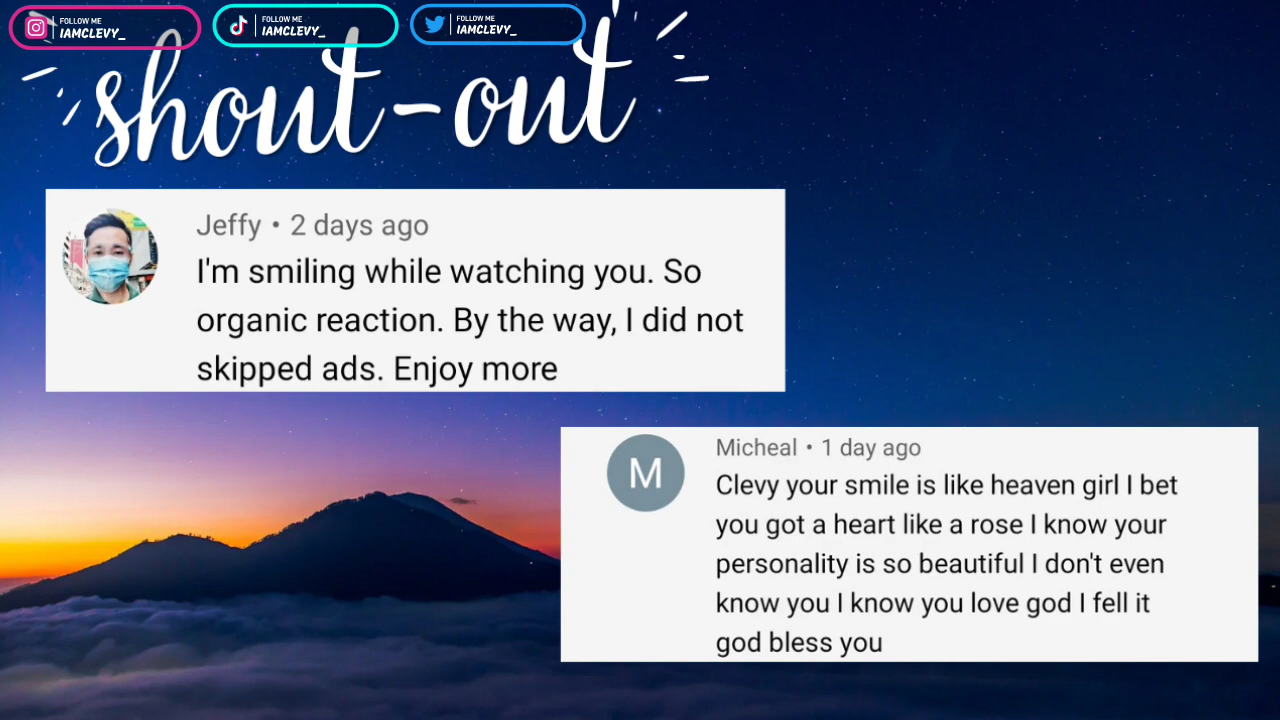 FOLLOW ME
IAMCLEVY_
FOLLOW ME
IAMCLEVY_
FOLLOW ME
IAMCLEVY_
shout-out
Jeffy • 2 days ago
I'm smiling while watching you. So
organic reaction. By the way, I did not
skipped ads. Enjoy more
M
Micheal • 1 day ago
Clevy your smile is like heaven girl I bet
you got a heart like a rose I know your
personality is so beautiful I don't even
know you I know you love god I fell it
god bless you